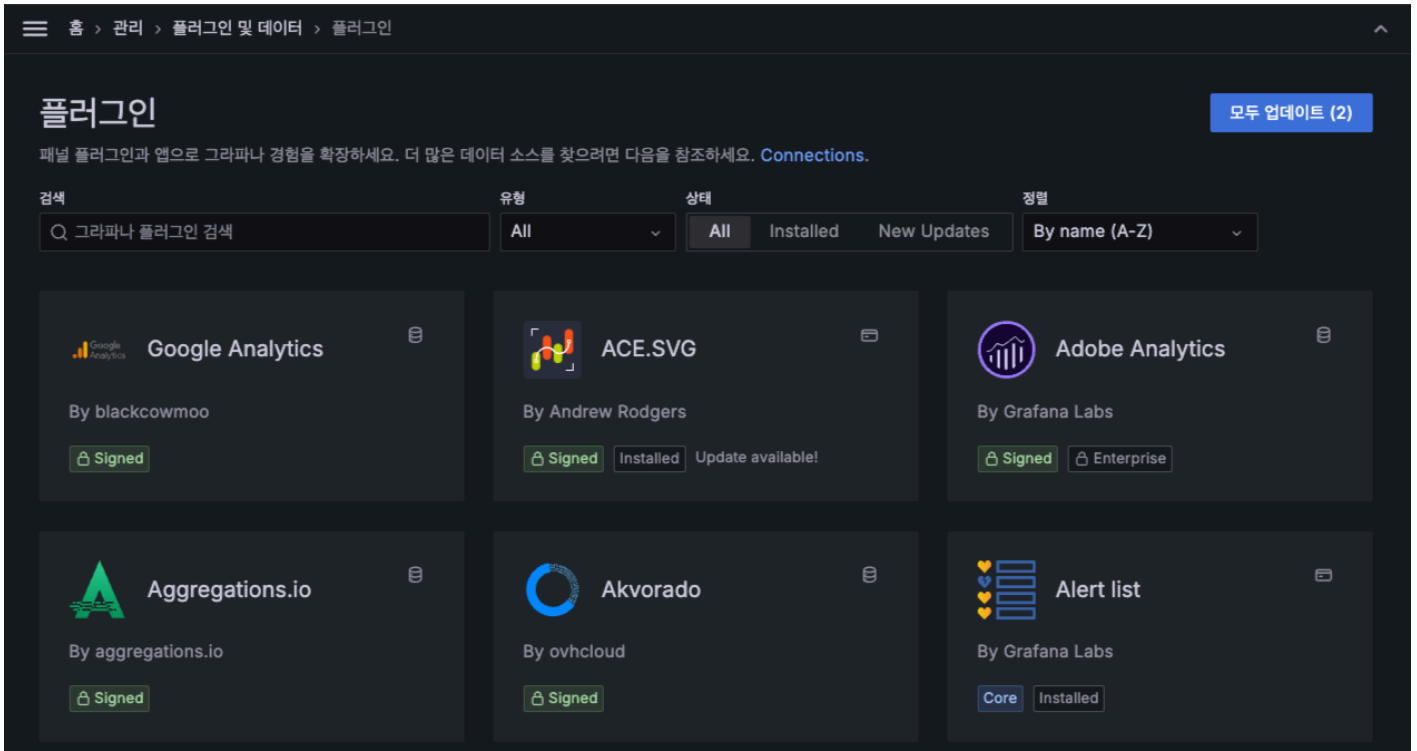 홈 › 관리 › 플러그인 및 데이터 › 플러그인
플러그인
모두 업데이트 (2)
패널 플러그인과 앱으로 그라파나 경험을 확장하세요. 더 많은 데이터 소스를 찾으려면 다음을 참조하세요. Connections.
검색 유형 상태 정렬
그라파나 플러그인 검색 All All Installed New Updates By name (A-Z)
Google Analytics
Google Analytics
By blackcowmoo
Signed
ACE.SVG
By Andrew Rodgers
Signed Installed Update available!
Adobe Analytics
By Grafana Labs
Signed Enterprise
Aggregations.io
By aggregations.io
Signed
Akvorado
By ovhcloud
Signed
Alert list
By Grafana Labs
Core Installed